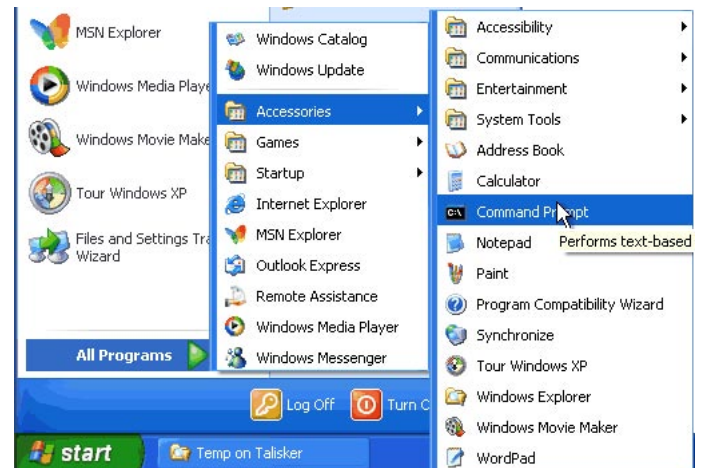 MSN Explorer
Windows Media Playe
Windows Movie Make
Tour Windows XP
Files and Settings Tra
Wizard
All Programs
Windows Catalog
Windows Update
Accessories
Games
Startup
Internet Explorer
MSN Explorer
Outlook Express
Remote Assistance
Windows Media Player
Windows Messenger
Accessibility
Communications
Entertainment
System Tools
Address Book
Calculator
Command Prompt
Notepad
Performs text-based
Paint
Program Compatibility Wizard
Synchronize
Tour Windows XP
Windows Explorer
Windows Movie Maker
WordPad
Log Off
Turn C
start
Temp on Talisker